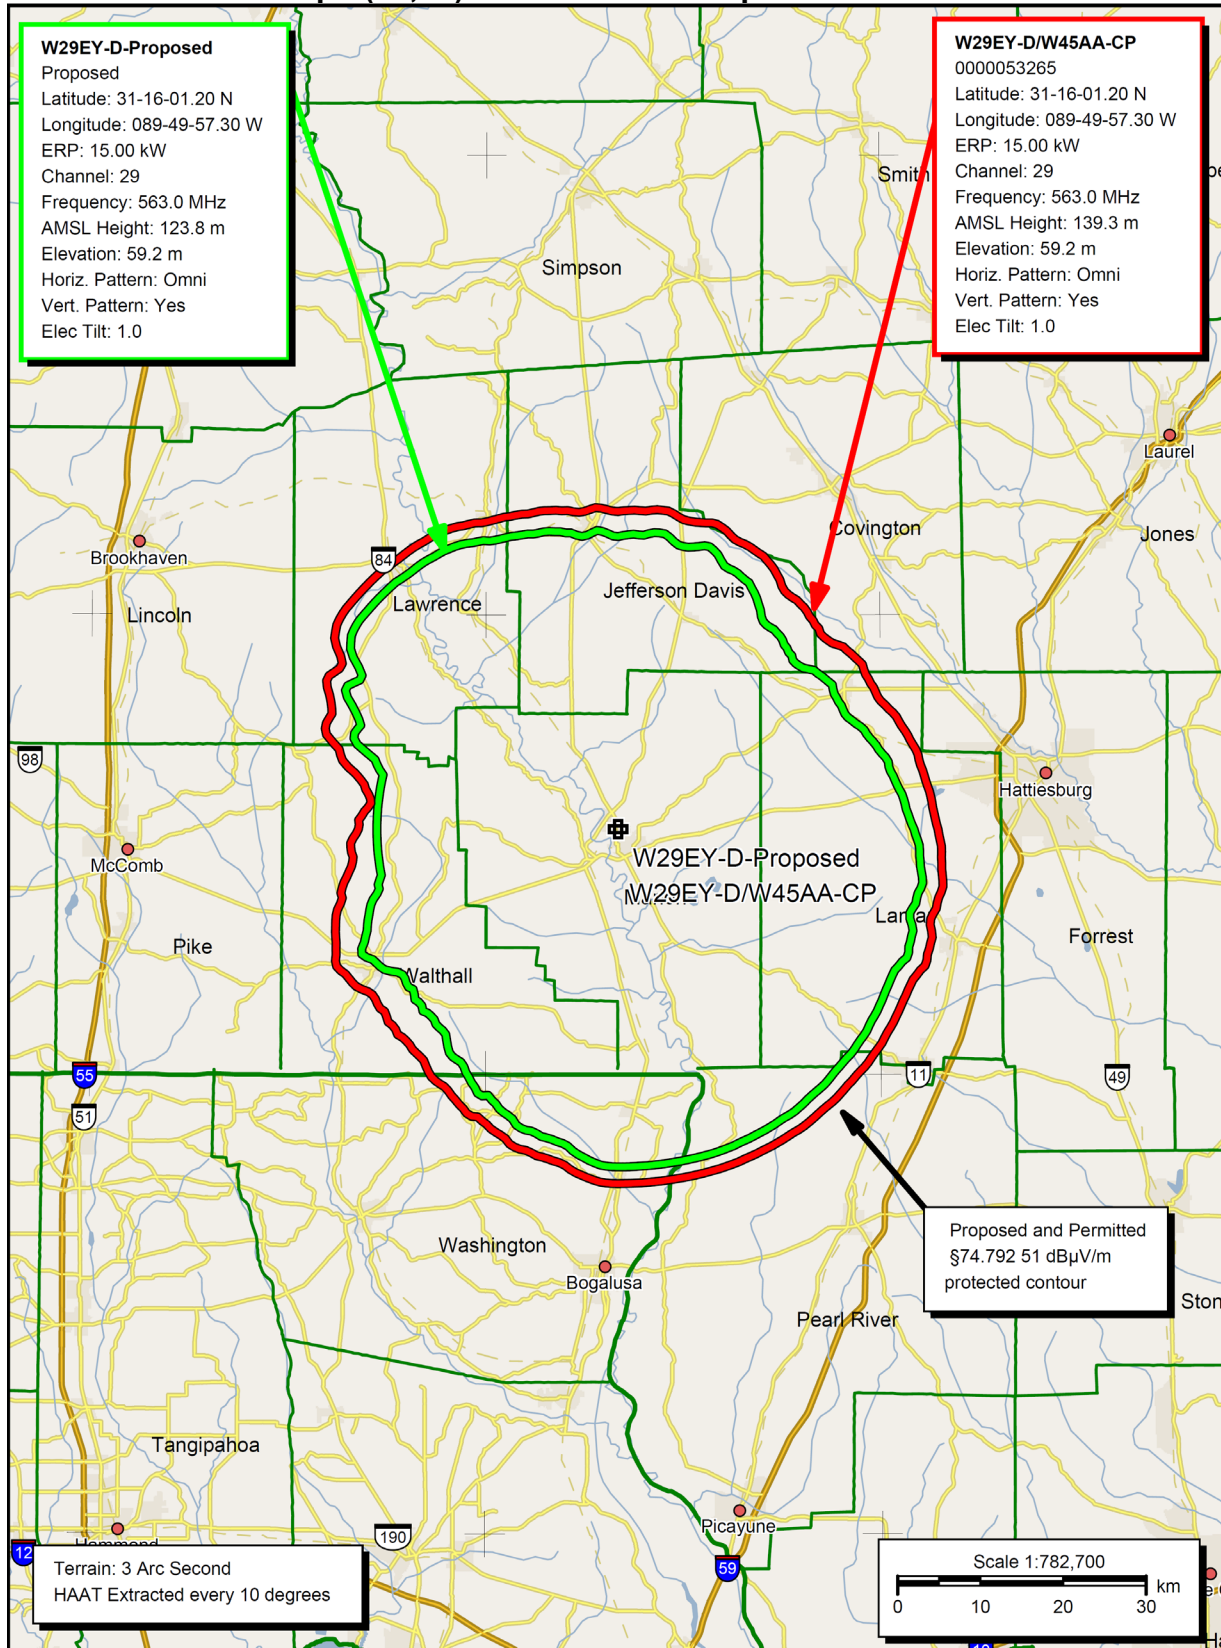 W29EY-D-Proposed
Proposed
Latitude: 31-16-01.20 N
Longitude: 089-49-57.30 W
ERP: 15.00 kW
Channel: 29
Frequency: 563.0 MHz
AMSL Height: 123.8 m
Elevation: 59.2 m
Horiz. Pattern: Omni
Vert. Pattern: Yes
Elec Tilt: 1.0
W29EY-D/W45AA-CP
0000053265
Latitude: 31-16-01.20 N
Longitude: 089-49-57.30 W
ERP: 15.00 kW
Channel: 29
Frequency: 563.0 MHz
AMSL Height: 139.3 m
Elevation: 59.2 m
Horiz. Pattern: Omni
Vert. Pattern: Yes
Elec Tilt: 1.0
Smith
Simpson
Laurel
Covington
Jones
Brookhaven
84
Jefferson Davis
Lawrence
Lincoln
98
Hattiesburg
McComb
W29EY-D-Proposed
W29EY-D/W45AA-CP
Forrest
Pike
Walthall
55
11
49
51
Proposed and Permitted
§74.792 51 dBµV/m
protected contour
Washington
Bogalusa
Pearl River
Tangipahoa
Picayune
190
12
59
Terrain: 3 Arc Second
HAAT Extracted every 10 degrees
Scale 1:782,700
km
0 10 20 30